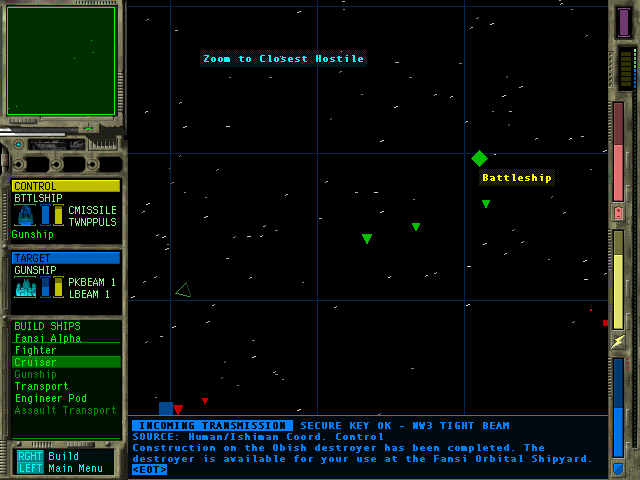 Zoom to Closest Hostile
Battleship
CONTROL
BTTLSHIP
CMISSILE
TWNPPULS
Gunship
TARGET
GUNSHIP
PKBEAM 1
LBEAM 1
BUILD SHIPS
Fansi Alpha
Fighter
Cruiser
Gunship
Transport
Engineer Pod
Assault Transport
RGHT Build
LEFT Main Menu
INCOMING TRANSMISSION SECURE KEY OK - NW3 TIGHT BEAM
SOURCE: Human/Ishiman Coord. Control
Construction on the Obish destroyer has been completed. The
destroyer is available for your use at the Fansi Orbital Shipyard.
<EOT>